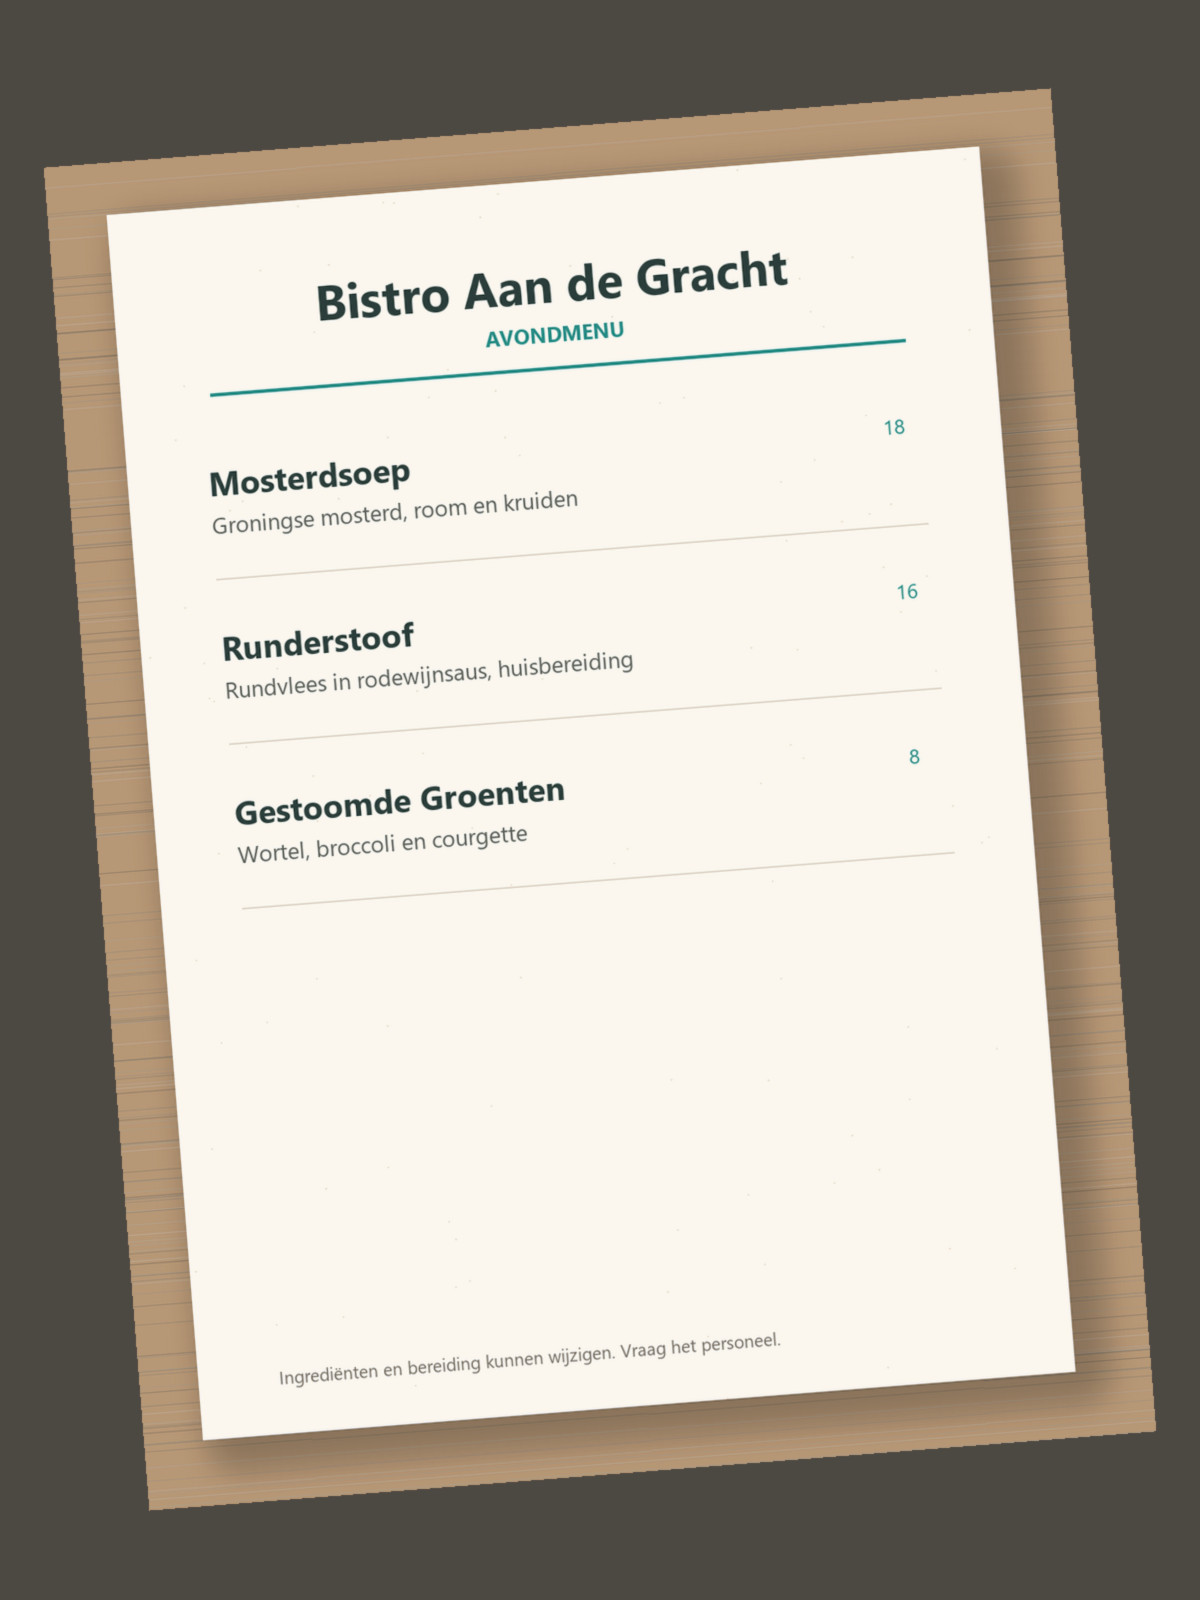 Bistro Aan de Gracht
AVONDMENU
Mosterdsoep 18
Groningse mosterd, room en kruiden
Runderstoof 16
Rundvlees in rodewijnsaus, huisbereiding
Gestoomde Groenten 8
Wortel, broccoli en courgette
Ingrediënten en bereiding kunnen wijzigen. Vraag het personeel.